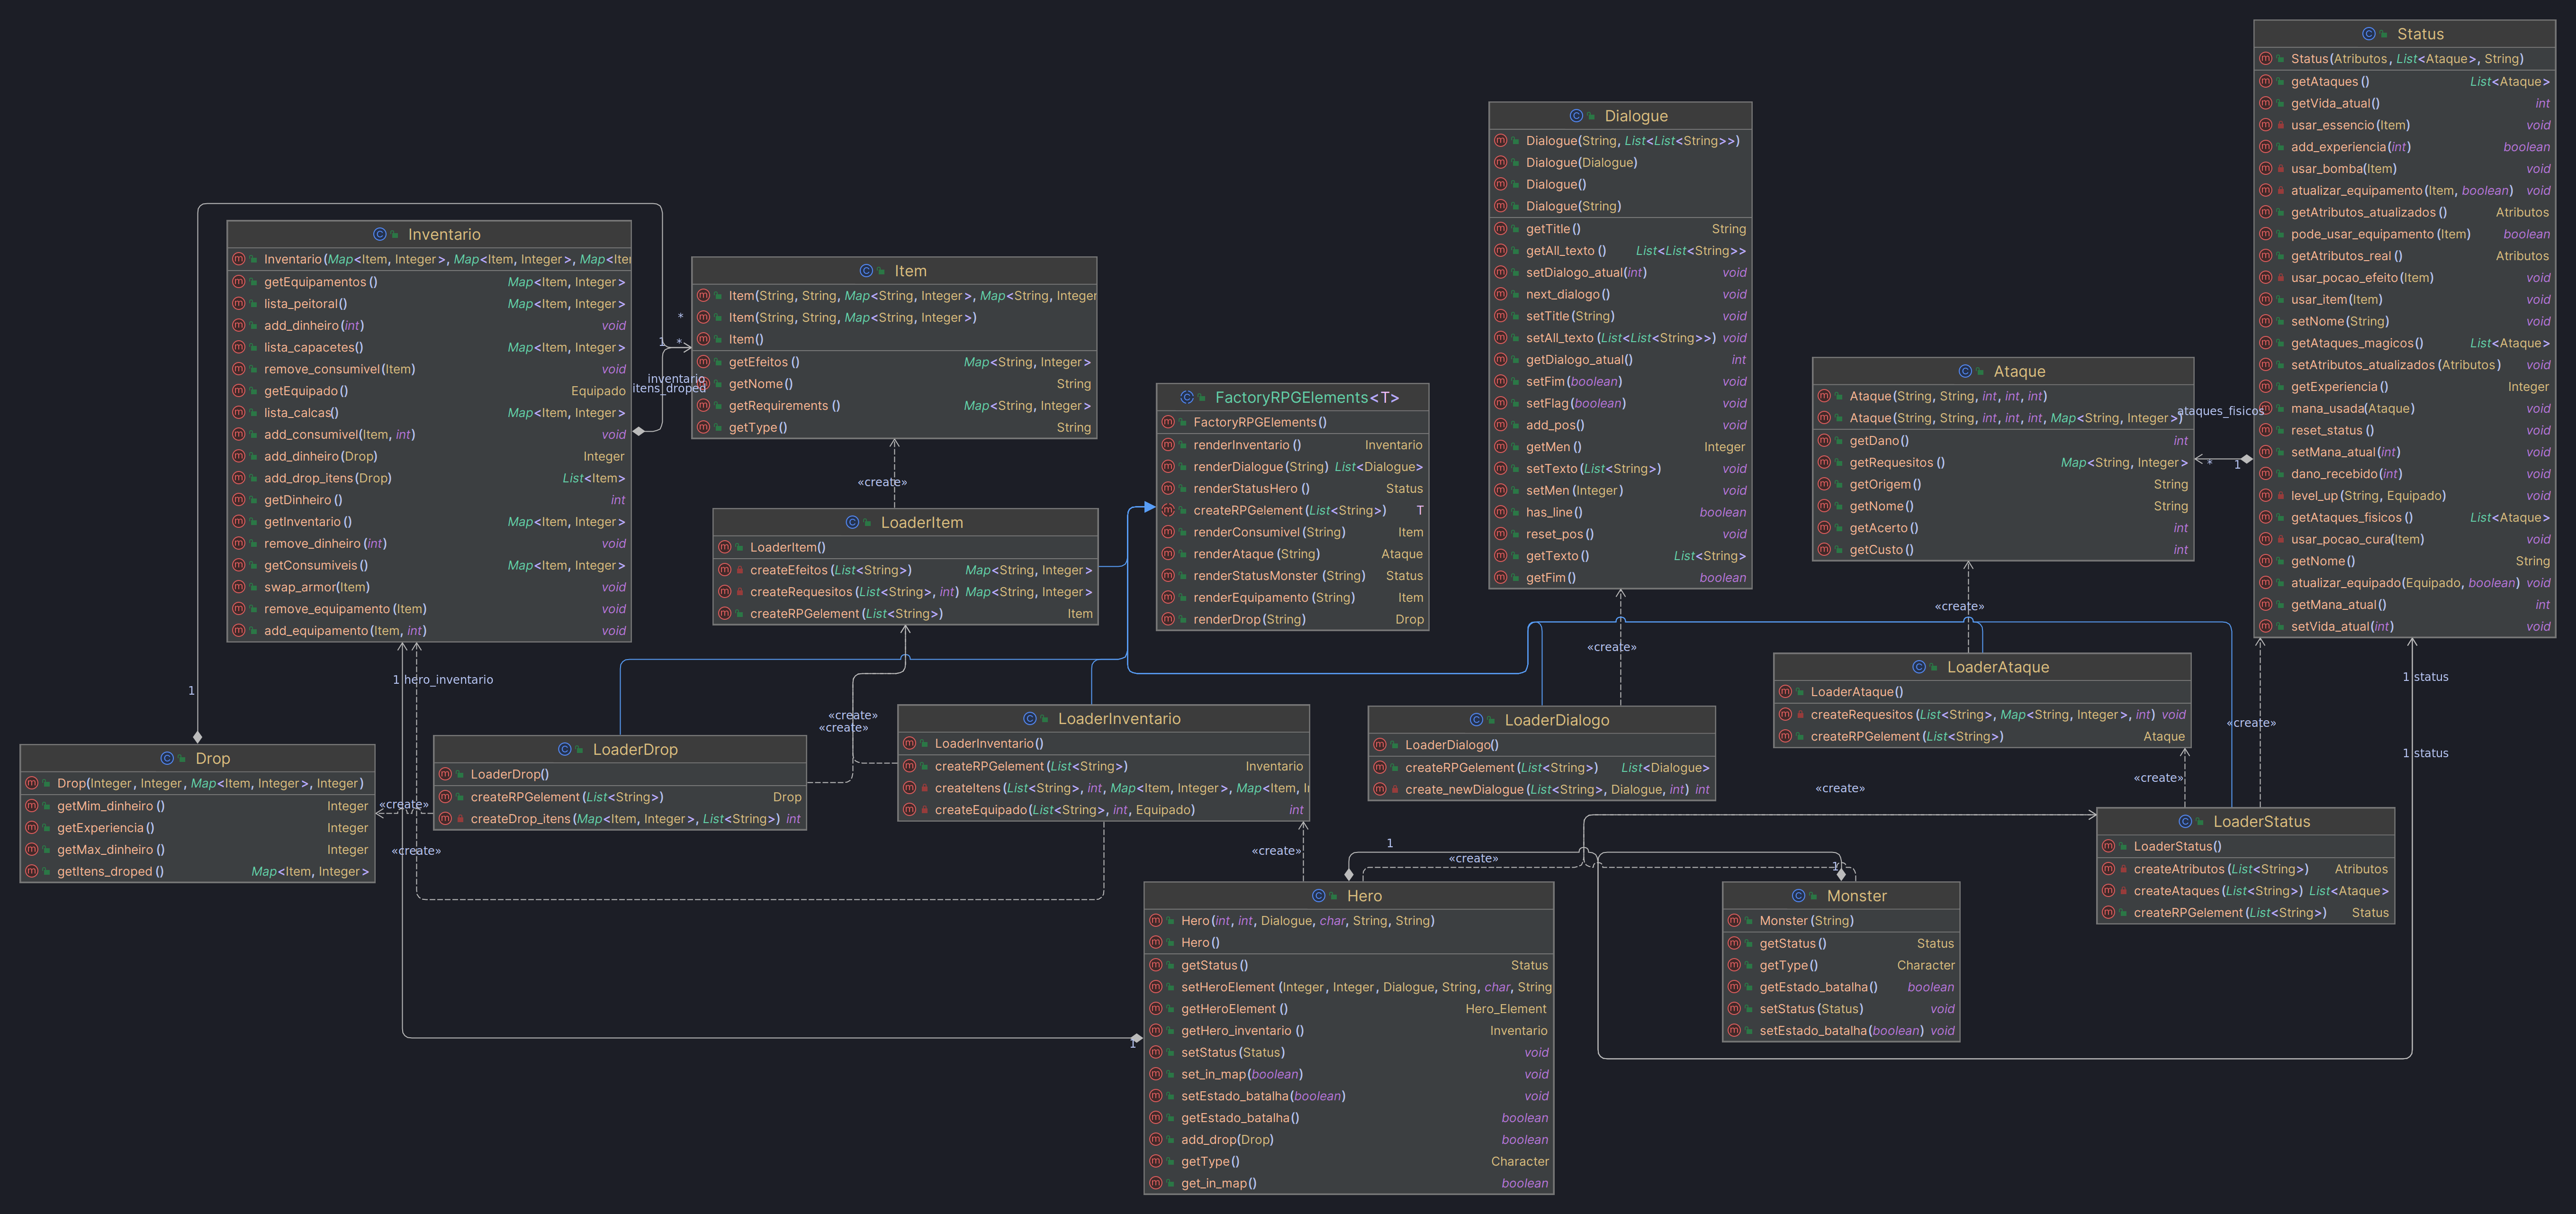 Status
Status(Atributos, List<Ataque>, String)
getAtaques() List<Ataque>
getVida_atual() int
usar_essencio(Item) void
add_experiencia(int) boolean
usar_bomba(Item) void
atualizar_equipamento(Item, boolean) void
getAtributos_atualizados() Atributos
pode_usar_equipamento(Item) boolean
getAtributos_real() Atributos
usar_pocao_efeito(Item) void
usar_item(Item) void
setNome(String) void
getAtaques_magicos() List<Ataque>
setAtributos_atualizados(Atributos) void
getExperiencia() Integer
mana_usada(Ataque) void
reset_status() void
setMana_atual(int) void
dano_recebido(int) void
level_up(String, Equipado) void
getAtaques_fisicos() List<Ataque>
usar_pocao_cura(Item) void
getNome() String
atualizar_equipado(Equipado, boolean) void
getMana_atual() int
setVida_atual(int) void
Dialogue
Dialogue(String, List<List<String>>)
Dialogue(Dialogue)
Dialogue()
Dialogue(String)
getTitle() String
getAll_texto() List<List<String>>
setDialogo_atual(int) void
next_dialogo() void
setTitle(String) void
setAll_texto(List<List<String>>) void
getDialogo_atual() int
setFim(boolean) void
setFlag(boolean) void
add_pos() void
getMen() Integer
setTexto(List<String>) void
setMen(Integer) void
has_line() boolean
reset_pos() void
getTexto() List<String>
getFim() boolean
Inventario
Inventario(Map<Item, Integer>, Map<Item, Integer>, Map<Iter
getEquipamentos() Map<Item, Integer>
lista_peitoral() Map<Item, Integer>
add_dinheiro(int) void
lista_capacetes() Map<Item, Integer>
remove_consumivel(Item) void
getEquipado() Equipado
lista_calcas() Map<Item, Integer>
add_consumivel(Item, int) void
add_dinheiro(Drop) Integer
add_drop_itens(Drop) List<Item>
getDinheiro() int
getInventario() Map<Item, Integer>
remove_dinheiro(int) void
getConsumiveis() Map<Item, Integer>
swap_armor(Item) void
remove_equipamento(Item) void
add_equipamento(Item, int) void
*
1 *
inventario
itens_droped
Item
Item(String, String, Map<String, Integer>, Map<String, Integer
Item(String, String, Map<String, Integer>)
Item()
getEfeitos() Map<String, Integer>
getNome() String
getRequirements() Map<String, Integer>
getType() String
«create»
FactoryRPGElements<T>
FactoryRPGElements()
renderInventario() Inventario
renderDialogue(String) List<Dialogue>
renderStatusHero() Status
createRPGelement(List<String>) T
renderConsumivel(String) Item
renderAtaque(String) Ataque
renderStatusMonster(String) Status
renderEquipamento(String) Item
renderDrop(String) Drop
Ataque
Ataque(String, String, int, int, int)
Ataque(String, String, int, int, int, Map<String, Integer>)
getDano() int
getRequesitos() Map<String, Integer>
getOrigem() String
getNome() String
getAcerto() int
getCusto() int
ataques_fisicos
* 1
«create»
LoaderItem
LoaderItem()
createEfeitos(List<String>) Map<String, Integer>
createRequesitos(List<String>, int) Map<String, Integer>
createRPGelement(List<String>) Item
«create»
LoaderAtaque
LoaderAtaque()
createRequesitos(List<String>, Map<String, Integer>, int) void
createRPGelement(List<String>) Ataque
1 hero_inventario
1
1 status
«create»
1 status
«create»
«create»
«create»
«create»
LoaderInventario
LoaderInventario()
createRPGelement(List<String>) Inventario
createItens(List<String>, int, Map<Item, Integer>, Map<Item, I
createEquipado(List<String>, int, Equipado) int
LoaderDialogo
LoaderDialogo()
createRPGelement(List<String>) List<Dialogue>
create_newDialogue(List<String>, Dialogue, int) int
LoaderDrop
LoaderDrop()
createRPGelement(List<String>) Drop
createDrop_itens(Map<Item, Integer>, List<String>) int
Drop
Drop(Integer, Integer, Map<Item, Integer>, Integer)
getMim_dinheiro() Integer
getExperiencia() Integer
getMax_dinheiro() Integer
getItens_droped() Map<Item, Integer>
«create»
«create»
LoaderStatus
LoaderStatus()
createAtributos(List<String>) Atributos
createAtaques(List<String>) List<Ataque>
createRPGelement(List<String>) Status
«create»
1
«create»
1
1
Hero
Hero(int, int, Dialogue, char, String, String)
Hero()
getStatus() Status
setHeroElement(Integer, Integer, Dialogue, String, char, String
getHeroElement() Hero_Element
getHero_inventario() Inventario
setStatus(Status) void
set_in_map(boolean) void
setEstado_batalha(boolean) void
getEstado_batalha() boolean
add_drop(Drop) boolean
getType() Character
get_in_map() boolean
Monster
Monster(String)
getStatus() Status
getType() Character
getEstado_batalha() boolean
setStatus(Status) void
setEstado_batalha(boolean) void